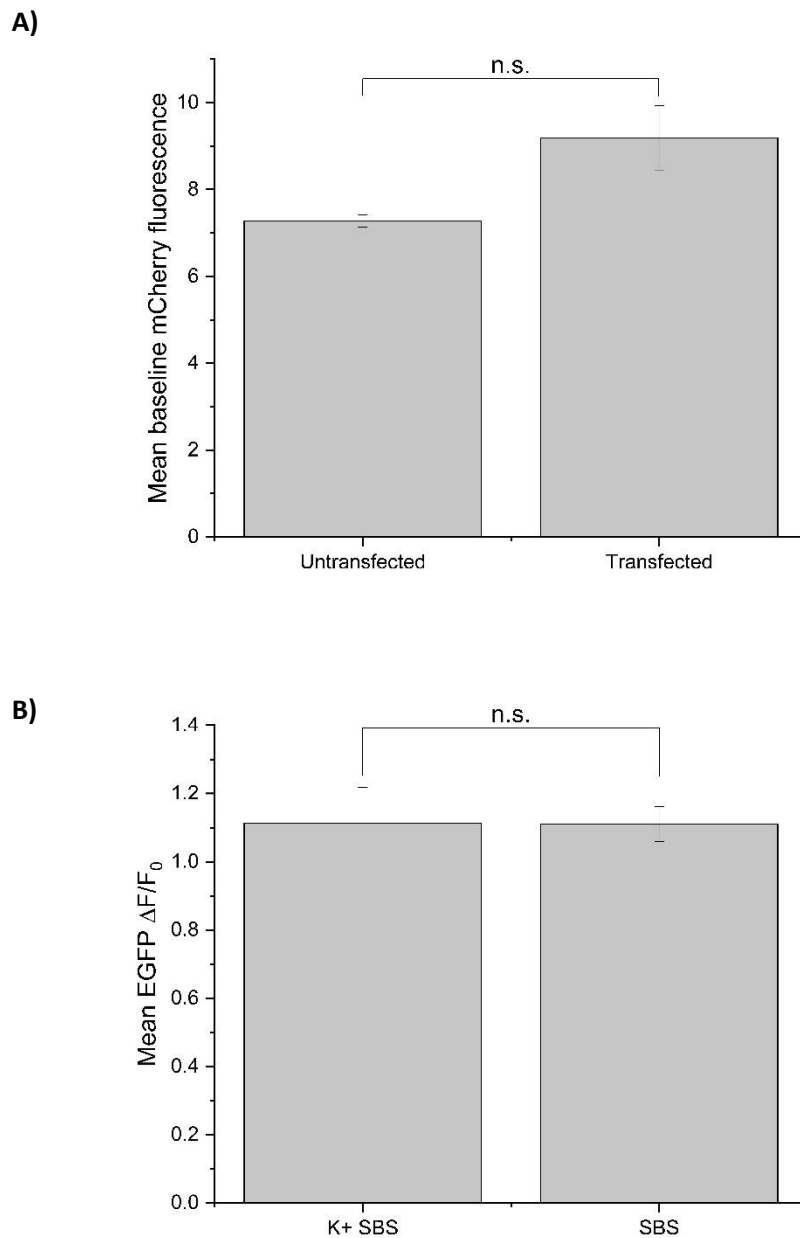 A)
n.s.
Mean baseline mCherry fluorescence
10
8
6
4
2
0
Untransfected
Transfected
B)
n.s.
Mean EGFP ΔF/F₀
1.4
1.2
1.0
0.8
0.6
0.4
0.2
0.0
K+ SBS
SBS